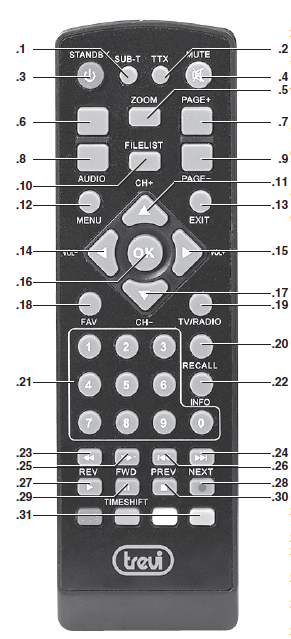 .1
.2
STANDBY
SUB-T
TTX
MUTE
.3
.4
ZOOM
.5
PAGE+
.6
.7
FILELIST
.8
.9
AUDIO
PAGE-
.10
CH+
.11
.12
.13
MENU
EXIT
.14
VOL-
OK
VOL+
.15
.16
.17
.18
.19
FAV
CH-
TV/RADIO
1
2
3
.20
RECALL
.21
4
5
6
.22
INFO
7
8
9
0
.23
.24
.25
.26
REV
FWD
PREV
NEXT
.27
.28
.29
.30
TIMESHIFT
.31
trevi